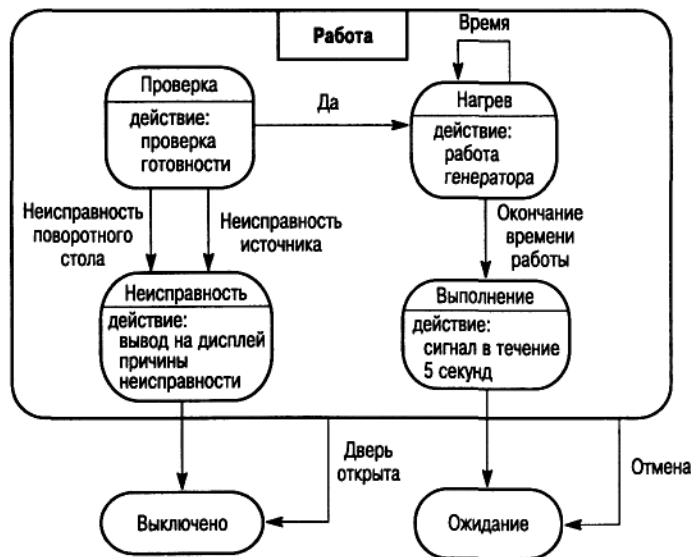 Работа
Время
Проверка
действие:
проверка
готовности
Да
Нагрев
действие:
работа
генератора
Неисправность
поворотного
стола
Неисправность
источника
Окончание
времени
работы
Неисправность
действие:
вывод на дисплей
причины
неисправности
Выполнение
действие:
сигнал в течение
5 секунд
Дверь
открыта
Отмена
Выключено
Ожидание